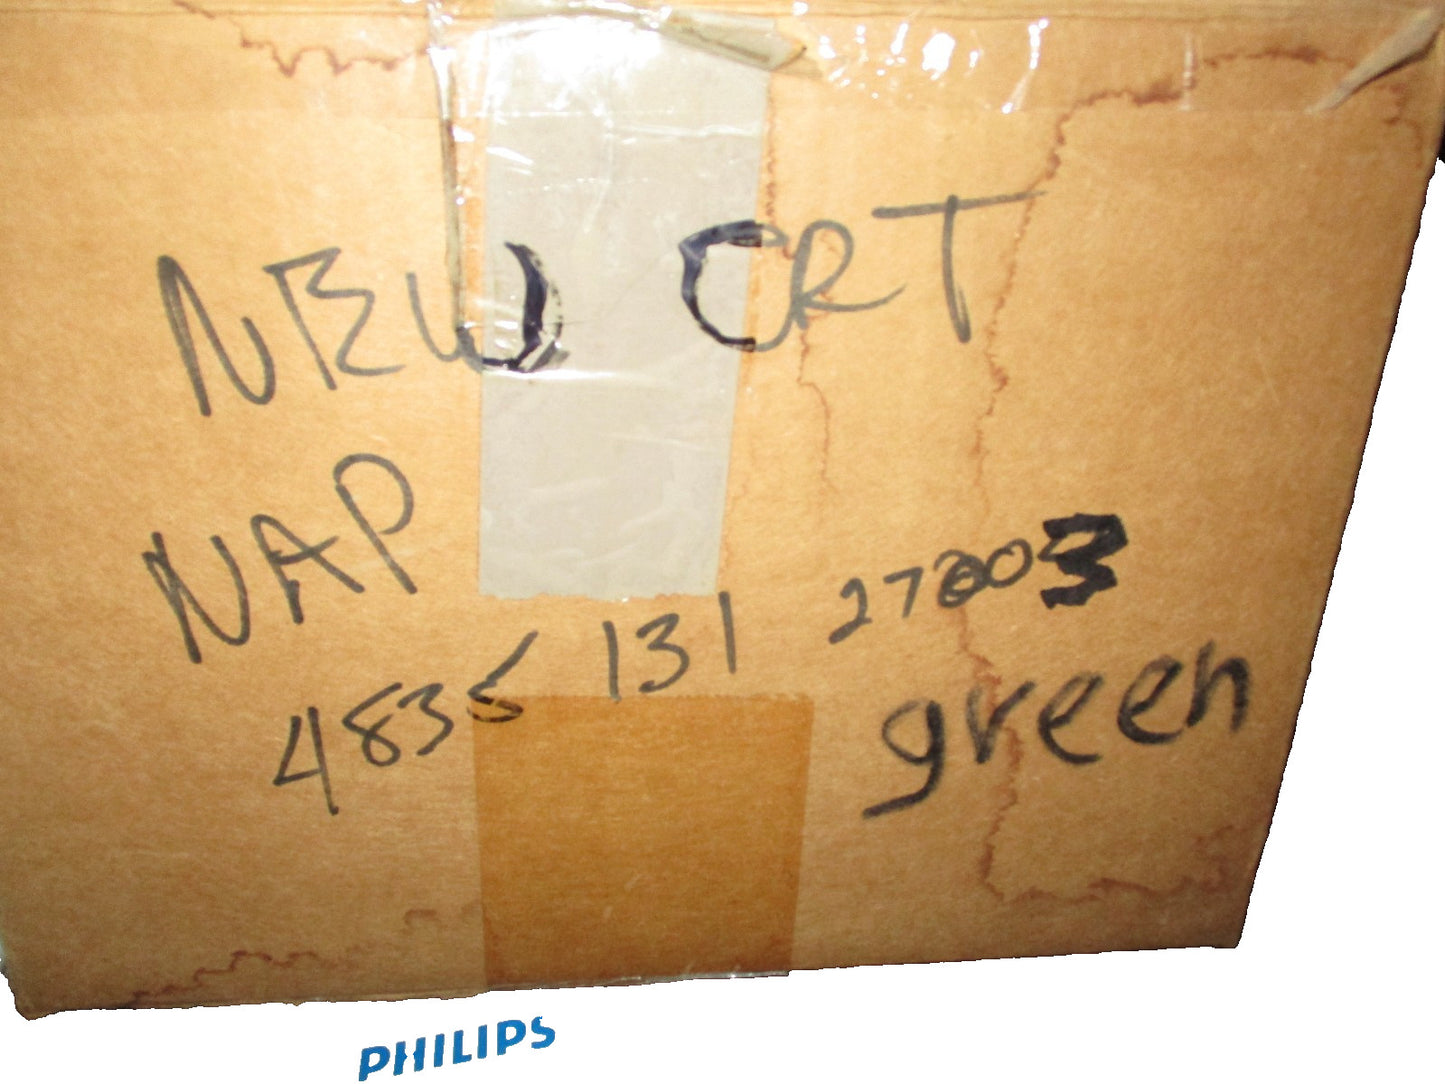 NEW CRT
NAP
4835 131 27003
green
PHILIPS